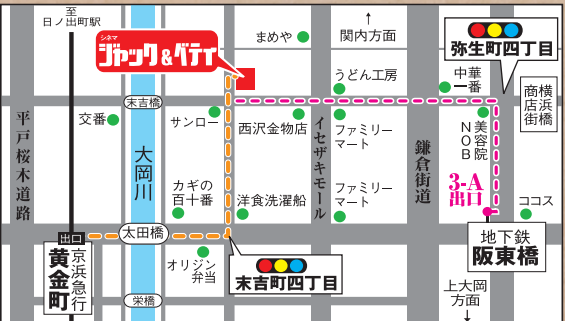 至
日ノ出町駅
シネマ
ジャック&ベティ
まめや
↑
関内方面
弥生町四丁目
うどん工房
中華
一番
横浜橋
商店街
末吉橋
交番
サンロー
西沢金物店
ファミリー
マート
美容院
NOB
平戸桜木道路
大岡川
イセザキモール
鎌倉街道
カギの
百十番
洋食洗濯船
ファミリー
マート
3-A
出口
ココス
出口
太田橋
京浜急行
黄金町
オリジン
弁当
末吉町四丁目
地下鉄
阪東橋
栄橋
上大岡
方面
↓